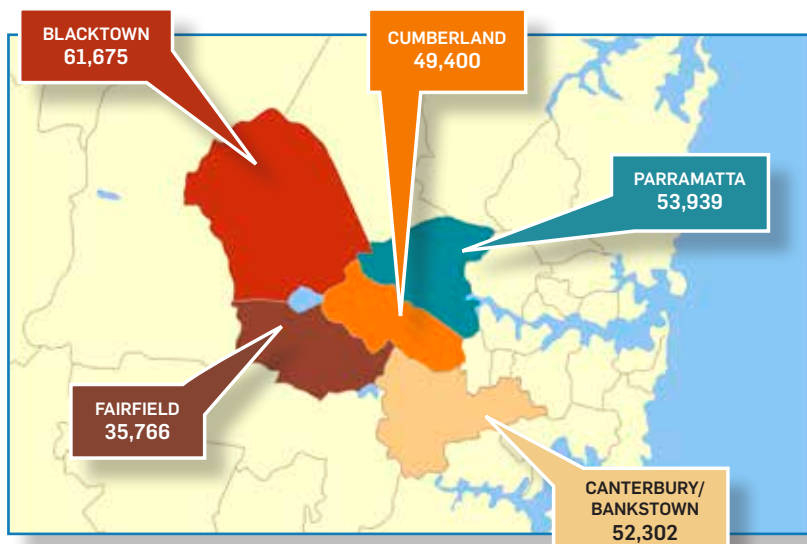 BLACKTOWN
61,675
CUMBERLAND
49,400
PARRAMATTA
53,939
FAIRFIELD
35,766
CANTERBURY/
BANKSTOWN
52,302